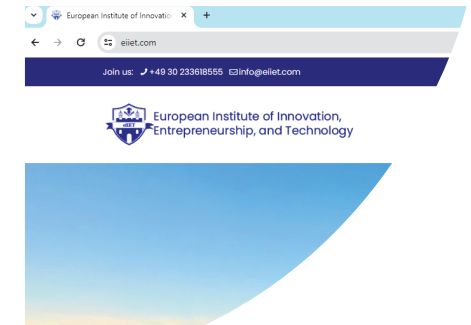 European Institute of Innovatio
eiiet.com
Join us: +49 30 233618555 info@eiiet.com
eIIET
European Institute of Innovation,
Entrepreneurship, and Technology